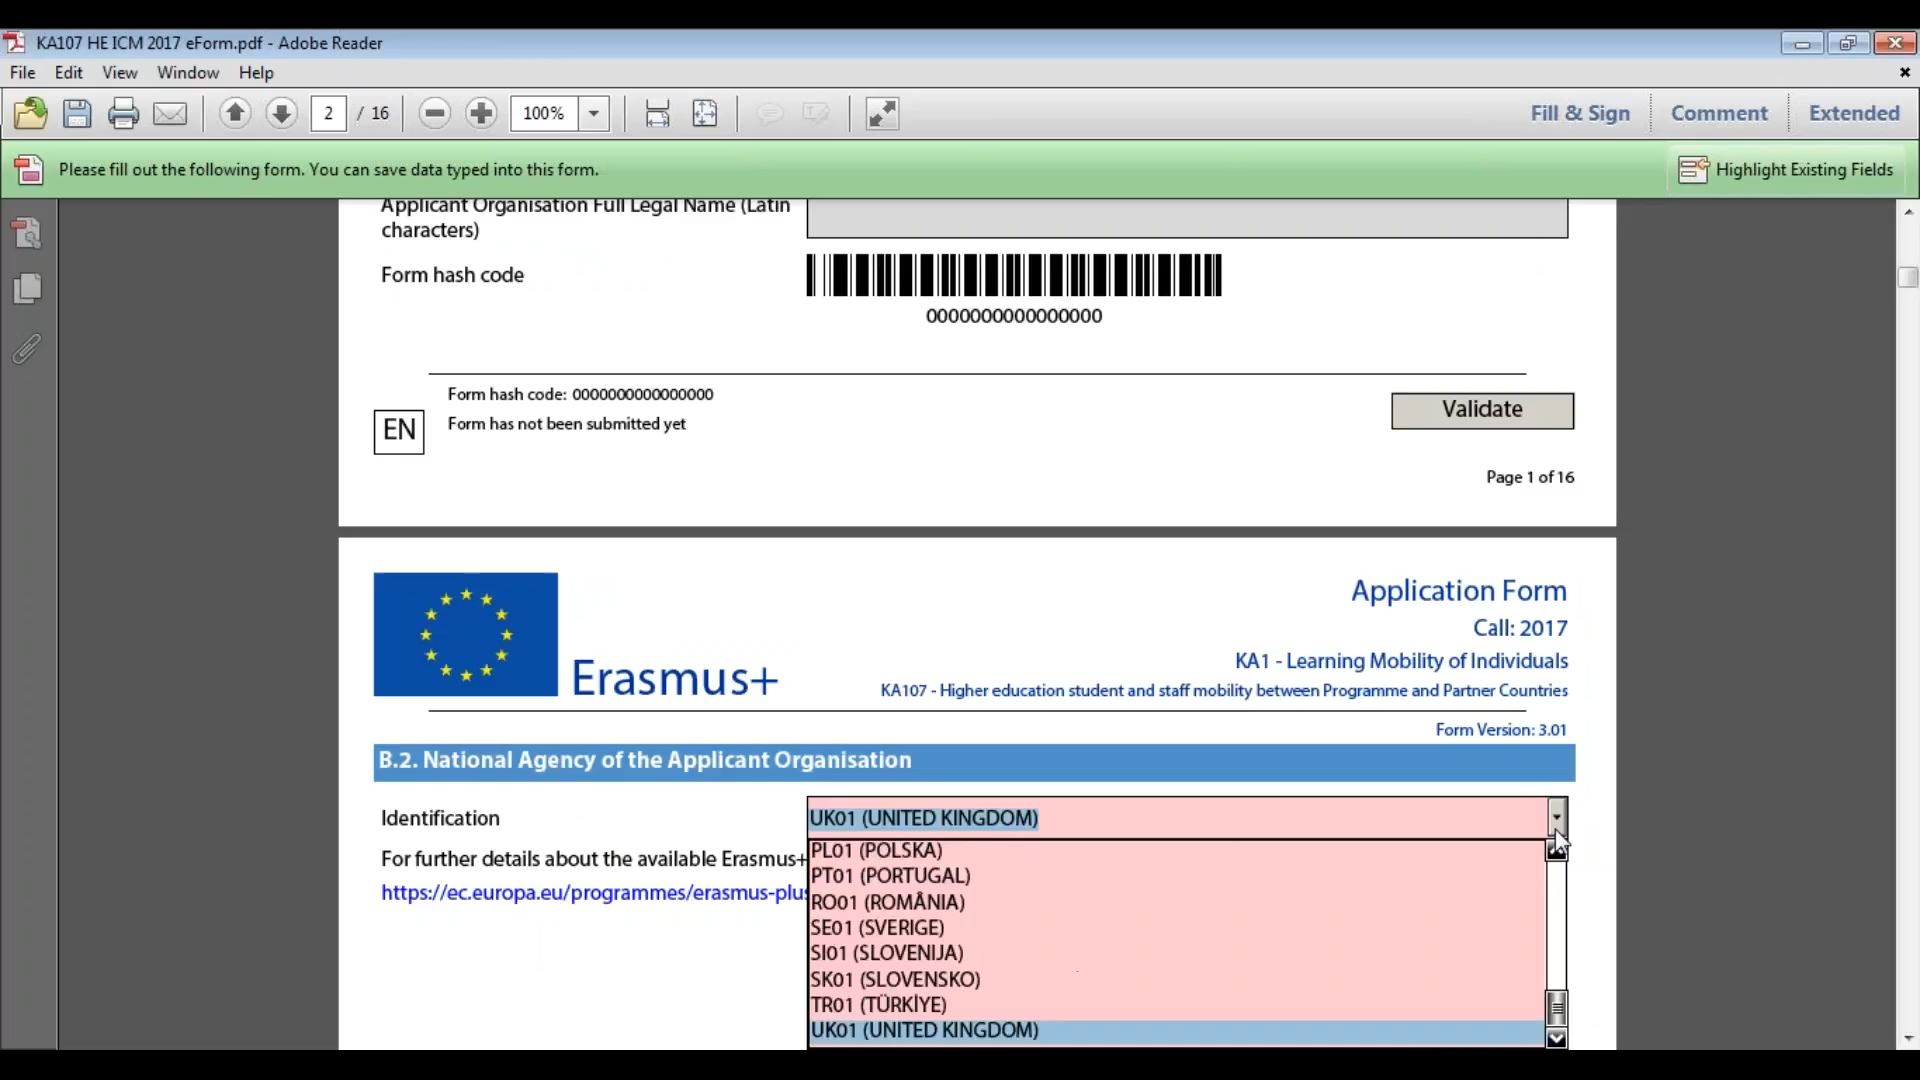 KA107 HE ICM 2017 eForm.pdf - Adobe Reader
File Edit View Window Help
2 / 16 100% Fill & Sign Comment Extended
Please fill out the following form. You can save data typed into this form. Highlight Existing Fields
Applicant Organisation Full Legal Name (Latin
characters)
Form hash code
0000000000000000
Form hash code: 0000000000000000
EN
Form has not been submitted yet
Validate
Page 1 of 16
Erasmus+
Application Form
Call: 2017
KA1 - Learning Mobility of Individuals
KA107 - Higher education student and staff mobility between Programme and Partner Countries
Form Version: 3.01
B.2. National Agency of the Applicant Organisation
Identification
UK01 (UNITED KINGDOM)
For further details about the available Erasmus+
https://ec.europa.eu/programmes/erasmus-plus
PL01 (POLSKA)
PT01 (PORTUGAL)
RO01 (ROMÂNIA)
SE01 (SVERIGE)
SI01 (SLOVENIJA)
SK01 (SLOVENSKO)
TR01 (TÜRKİYE)
UK01 (UNITED KINGDOM)